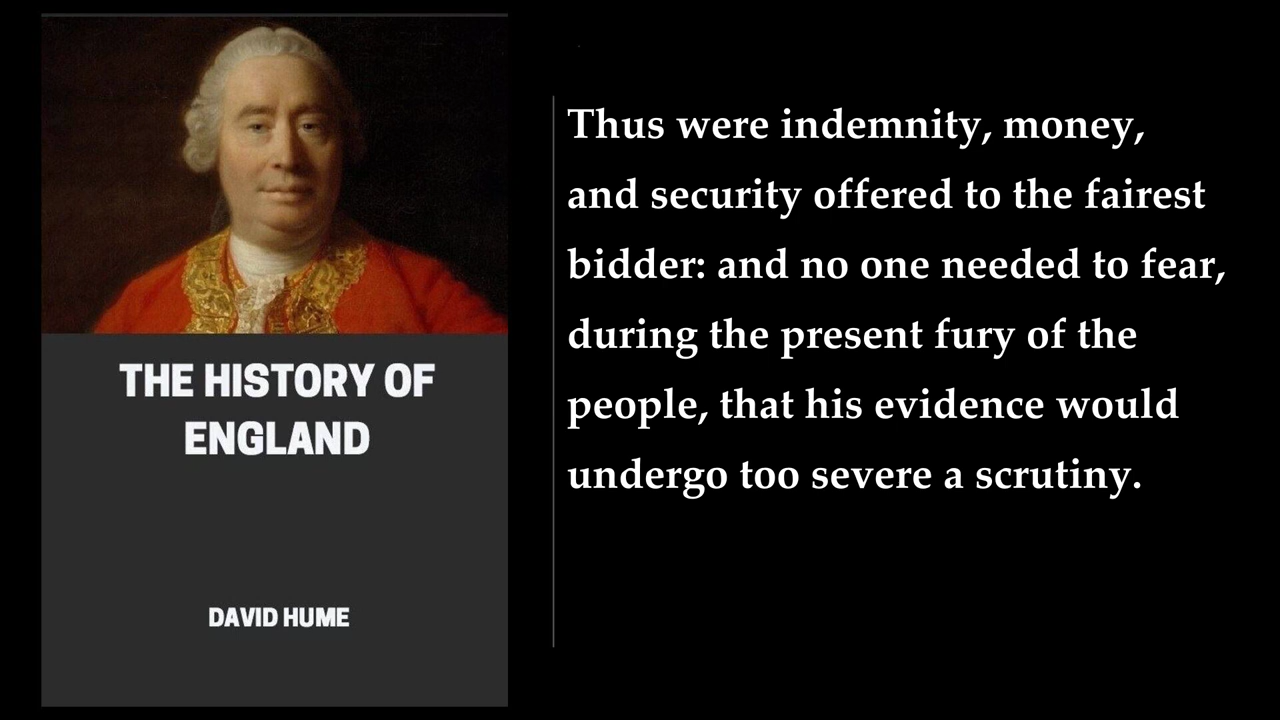 THE HISTORY OF
ENGLAND
DAVID HUME
Thus were indemnity, money,
and security offered to the fairest
bidder: and no one needed to fear,
during the present fury of the
people, that his evidence would
undergo too severe a scrutiny.